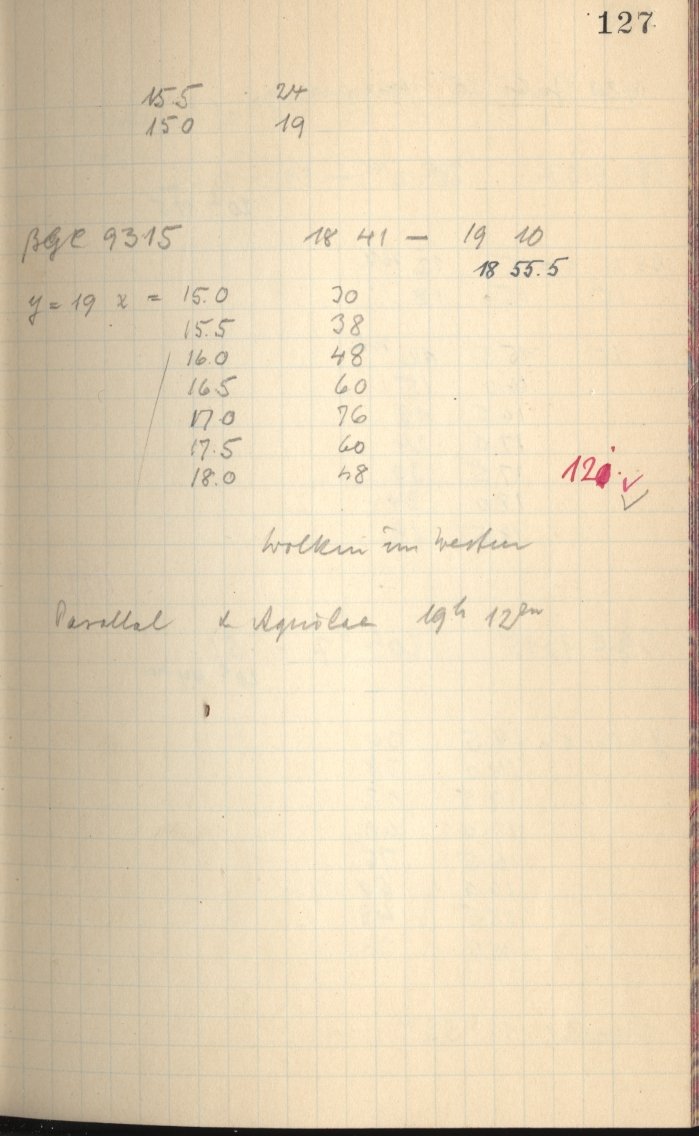 127
15.5 24
15 0 19
βGC 9315 18 41 — 19 10
18 55.5
y = 19 x = 15.0 30
15.5 38
16.0 48
16.5 60
17.0 76
17.5 60
18.0 48
12
Wolken im Westen
Parallel α Aquilae 19h 12m